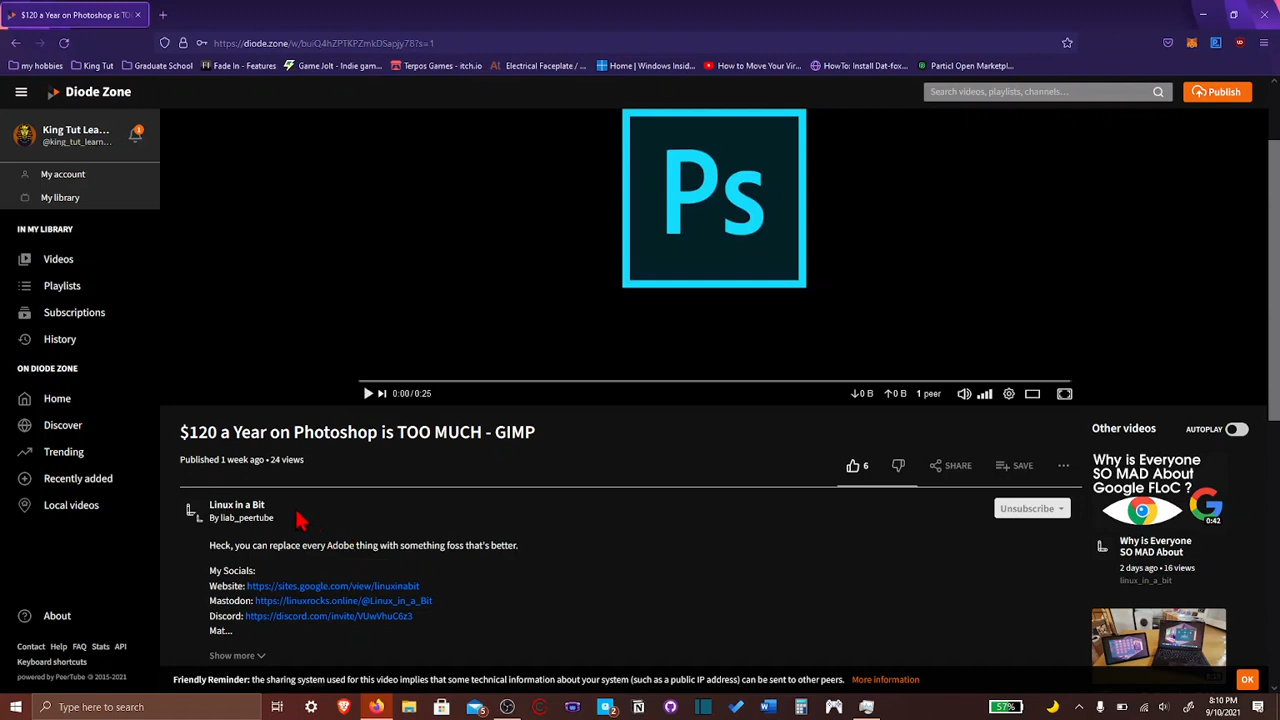 $120 a Year on Photoshop is TOO M
https://diode.zone/w/buiQ4hZPTKPZmkDSapjy78?s=1
my hobbies
King Tut
Graduate School
Fade In - Features
Game Jolt - Indie gam...
Terpos Games - itch.io
Electrical Faceplate /...
Home | Windows Insid...
How to Move Your Vir...
HowTo: Install Dat-fox...
Particl Open Marketpl...
Diode Zone
Search videos, playlists, channels...
Publish
King Tut Lea...
@king_tut_learn...
1
My account
My library
IN MY LIBRARY
Videos
Playlists
Subscriptions
History
ON DIODE ZONE
Home
Discover
Trending
Recently added
Local videos
About
Contact Help FAQ Stats API
Keyboard shortcuts
powered by PeerTube © 2015-2021
Ps
0:00 / 0:25
↓0 B ↑0 B 1 peer
$120 a Year on Photoshop is TOO MUCH - GIMP
Published 1 week ago • 24 views
6
SHARE
SAVE
Linux in a Bit
By liab_peertube
Unsubscribe
Heck, you can replace every Adobe thing with something foss that's better.
My Socials:
Website: https://sites.google.com/view/linuxinabit
Mastodon: https://linuxrocks.online/@Linux_in_a_Bit
Discord: https://discord.com/invite/VUwVhuC6z3
Mat...
Show more
Other videos
AUTOPLAY
Why is Everyone
SO MAD About
Google FLoC ?
0:42
Why is Everyone
SO MAD About
2 days ago • 16 views
linux_in_a_bit
Friendly Reminder: the sharing system used for this video implies that some technical information about your system (such as a public IP address) can be sent to other peers. More information
OK
Type here to search
5
2
57%
8:10 PM
9/10/2021